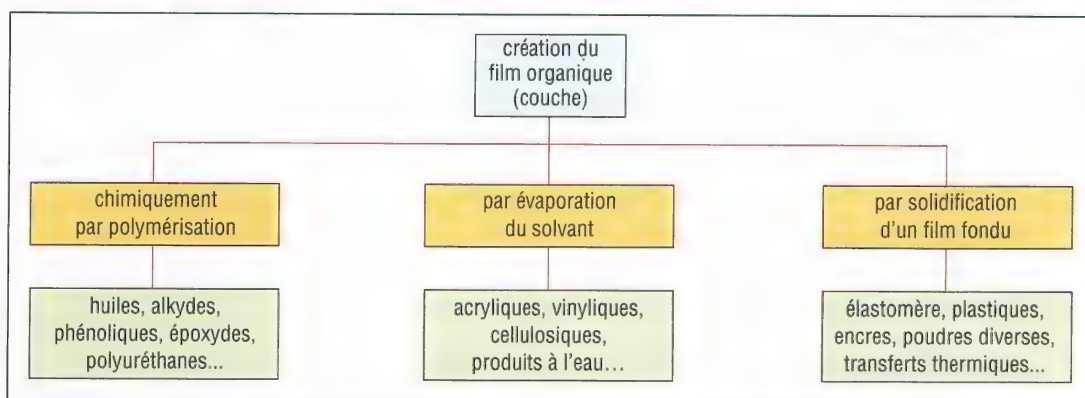 création du
film organique
(couche)
chimiquement
par polymérisation
par évaporation
du solvant
par solidification
d'un film fondu
huiles, alkydes,
phénoliques, époxydes,
polyuréthanes...
acryliques, vinyliques,
cellulosiques,
produits à l'eau...
élastomère, plastiques,
encres, poudres diverses,
transferts thermiques...